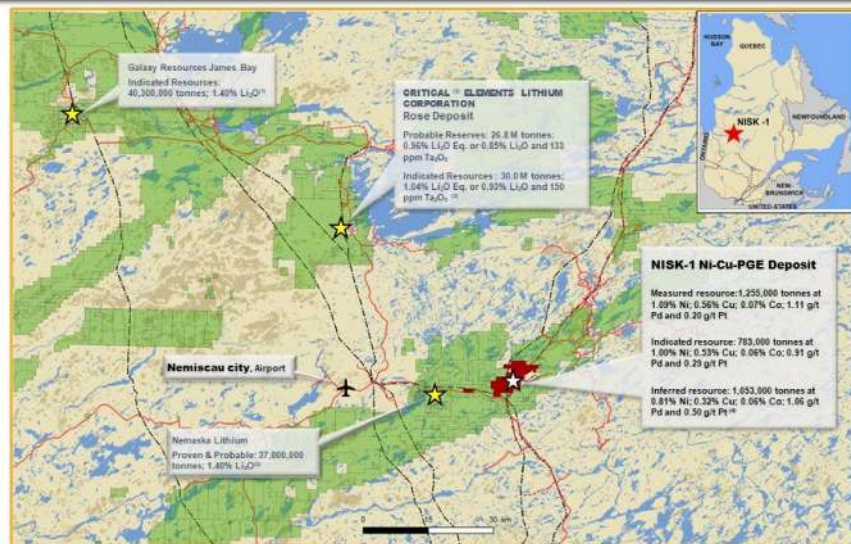 Galaxy Resources James Bay
Indicated Resources:
40,300,000 tonnes; 1.40% Li₂O⁽¹⁾
CRITICAL ⁽²⁾ ELEMENTS LITHIUM
CORPORATION
Rose Deposit
Probable Reserves: 26.8 M tonnes:
0.96% Li₂O Eq. or 0.85% Li₂O and 133
ppm Ta₂O₅
Indicated Resources : 30.0 M tonnes;
1.04% Li₂O Eq. or 0.93% Li₂O and 150
ppm Ta₂O₅
HUDSON
BAY
QUEBEC
NISK -1
NEWFOUNDLAND
ONTARIO
NEW-
BRUNSWICK
UNITED-STATES
NISK-1 Ni-Cu-PGE Deposit
Measured resource:1,255,000 tonnes at
1.09% Ni; 0.56% Cu; 0.07% Co; 1.11 g/t
Pd and 0.20 g/t Pt
Indicated resource: 783,000 tonnes at
1.00% Ni; 0.53% Cu; 0.06% Co; 0.91 g/t
Pd and 0.29 g/t Pt
Inferred resource: 1,053,000 tonnes at
0.81% Ni; 0.32% Cu; 0.06% Co; 1.06 g/t
Pd and 0.50 g/t Pt
Nemiscau city, Airport
Nemaska Lithium
Proven & Probable: 37,000,000
tonnes; 1.40% Li₂O
0 15 30 km